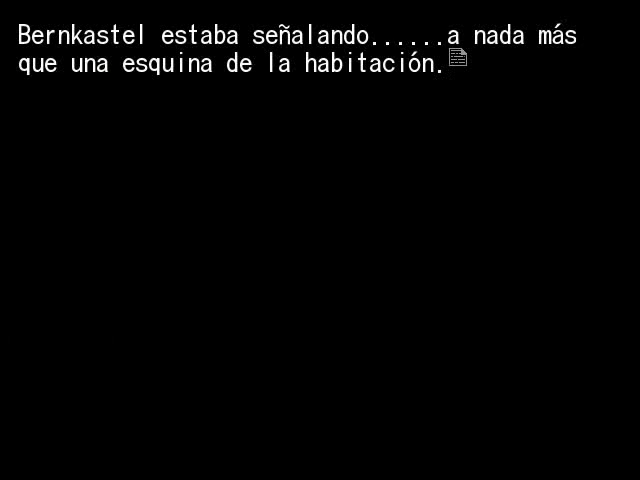 Bernkastel estaba señalando......a nada más
que una esquina de la habitación.